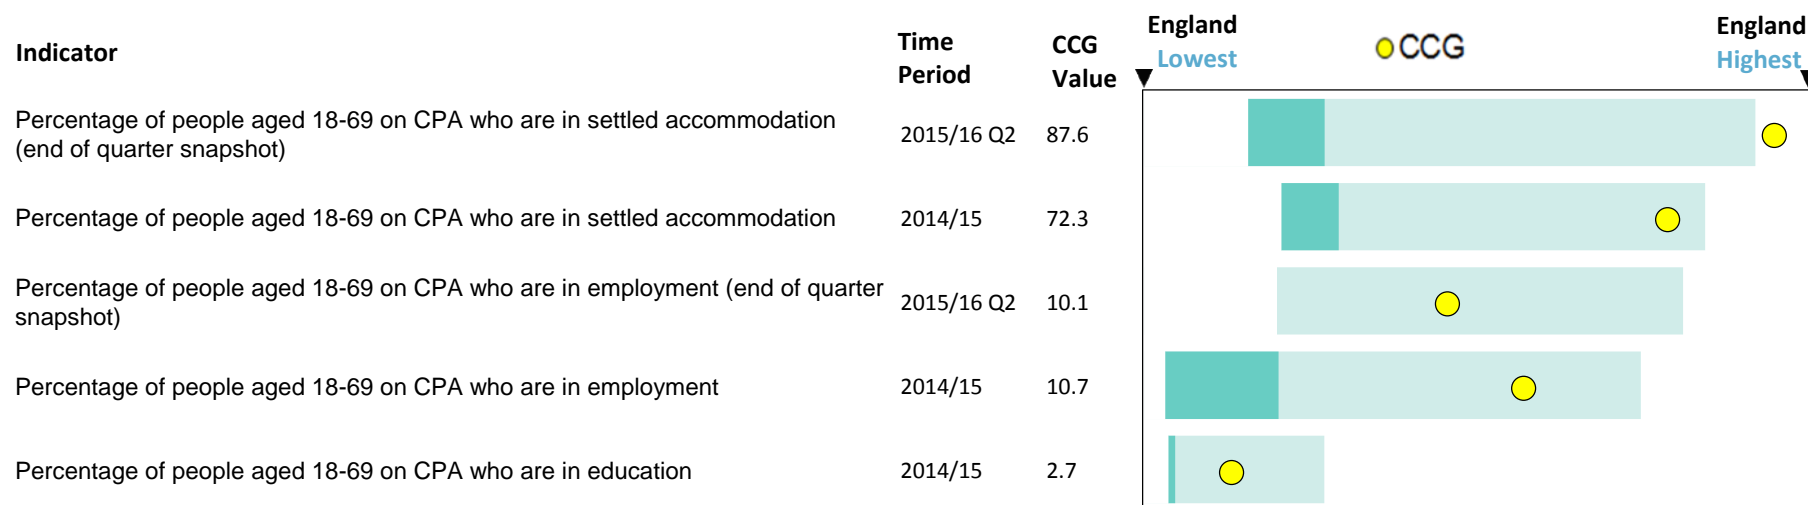 Indicator
Time
Period
CCG
Value
England
Lowest
CCG
England
Highest
Percentage of people aged 18-69 on CPA who are in settled accommodation
(end of quarter snapshot)
2015/16 Q2
87.6
Percentage of people aged 18-69 on CPA who are in settled accommodation
2014/15
72.3
Percentage of people aged 18-69 on CPA who are in employment (end of quarter
snapshot)
2015/16 Q2
10.1
Percentage of people aged 18-69 on CPA who are in employment
2014/15
10.7
Percentage of people aged 18-69 on CPA who are in education
2014/15
2.7